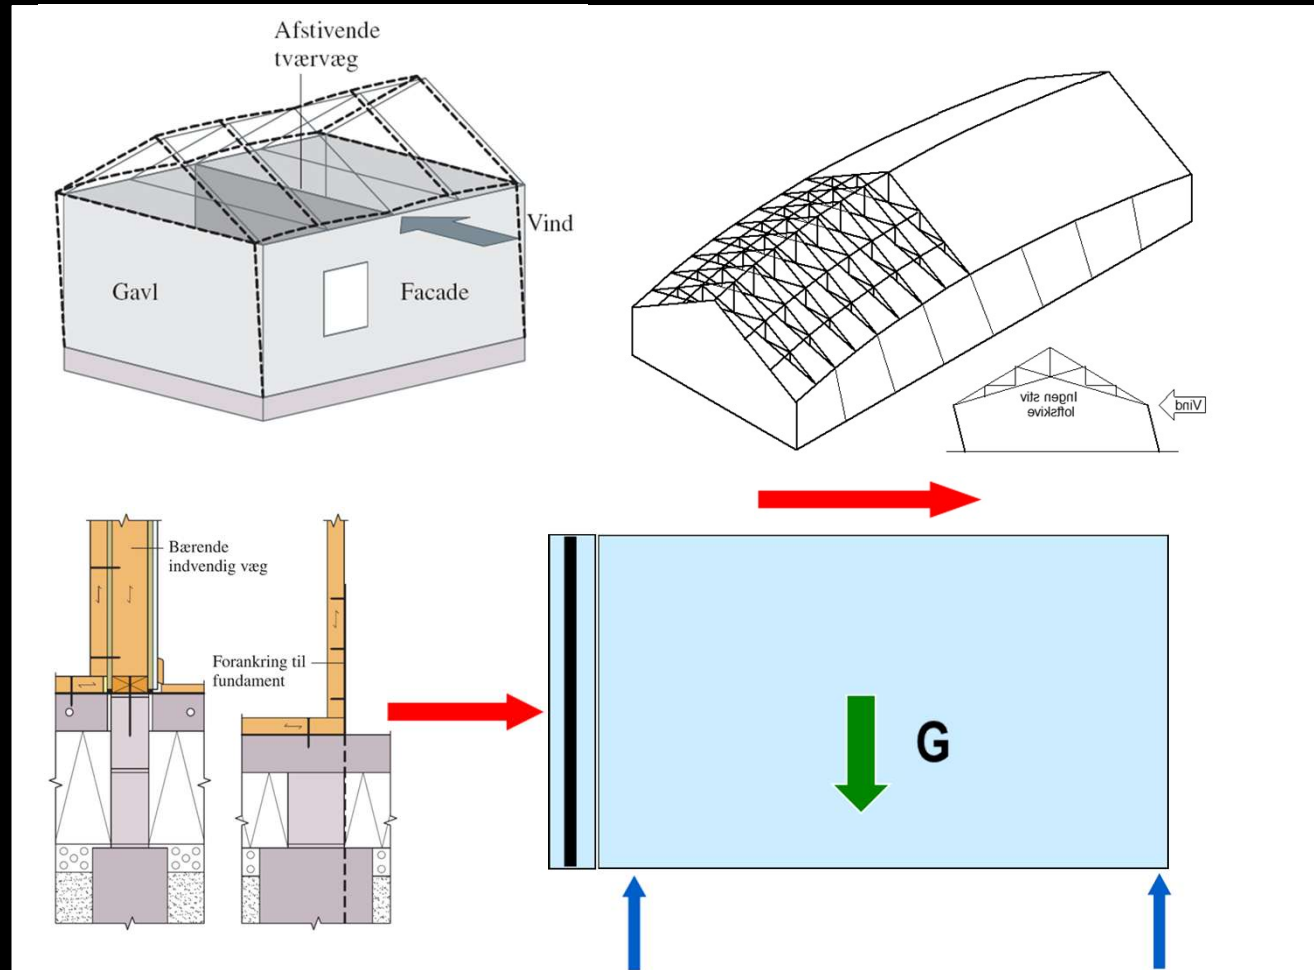 Afstivende
tværvæg
Vind
Gavl
Facade
Ingen stiv
loftskive
Vind
Bærende
indvendig væg
Forankring til
fundament
G